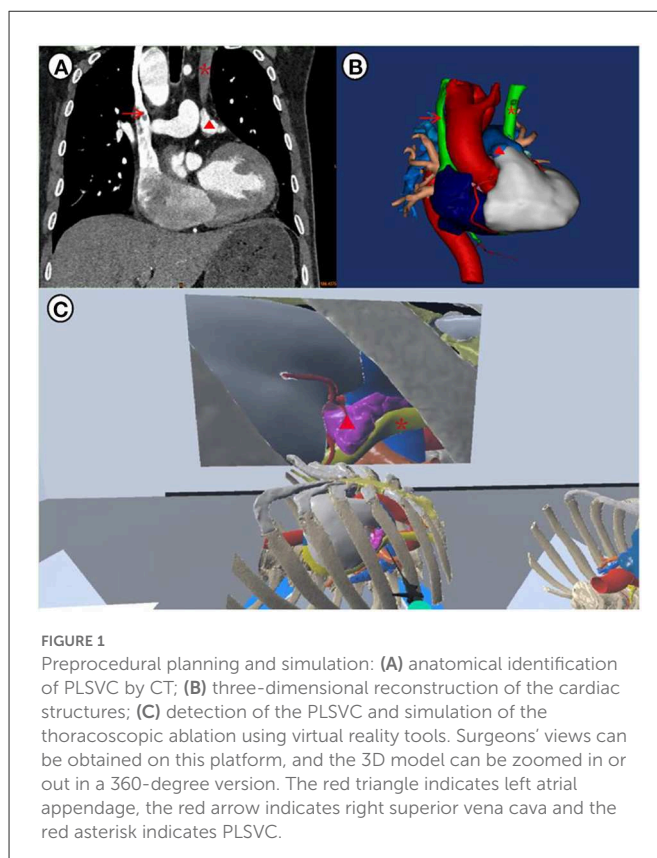 A
B
C
FIGURE 1
Preprocedural planning and simulation: (A) anatomical identification
of PLSVC by CT; (B) three-dimensional reconstruction of the cardiac
structures; (C) detection of the PLSVC and simulation of the
thoracoscopic ablation using virtual reality tools. Surgeons' views can
be obtained on this platform, and the 3D model can be zoomed in or
out in a 360-degree version. The red triangle indicates left atrial
appendage, the red arrow indicates right superior vena cava and the
red asterisk indicates PLSVC.